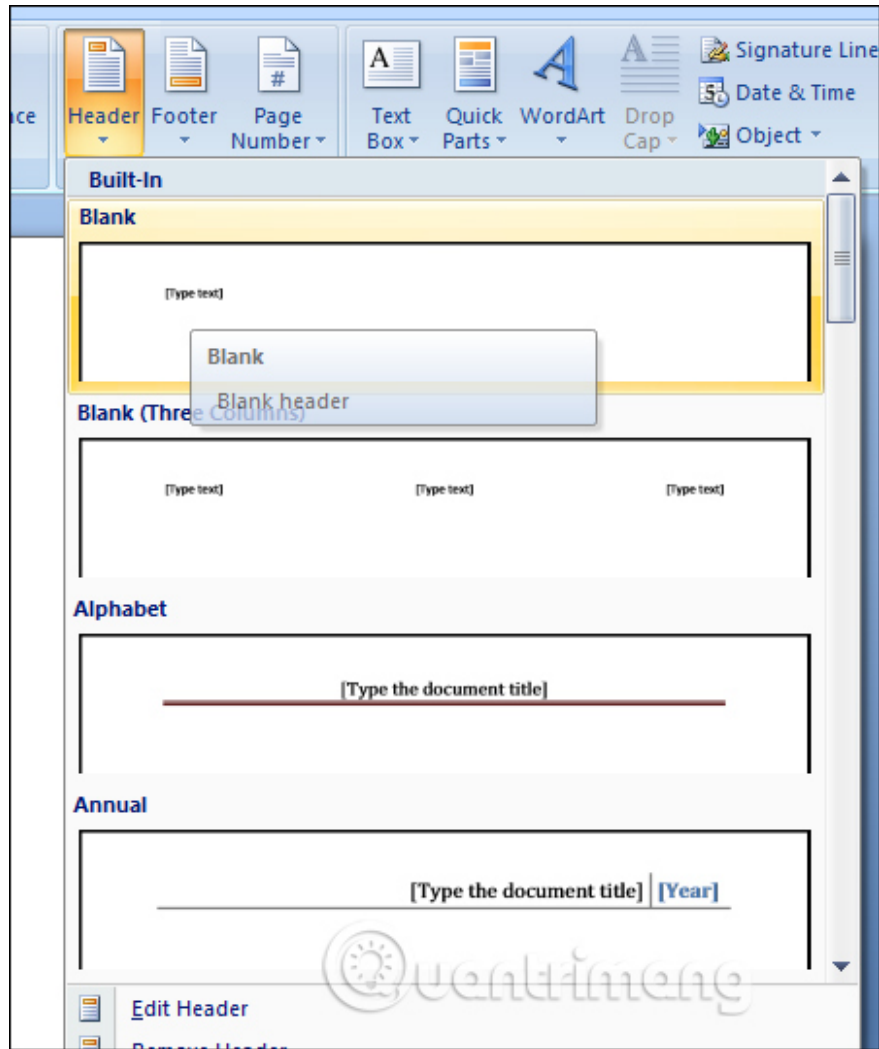 Signature Line
Date & Time
Object
Header
Footer
Page
Number
Text
Box
Quick
Parts
WordArt
Drop
Cap
Built-In
Blank
[Type text]
Blank
Blank header
Blank (Three Columns)
[Type text] [Type text] [Type text]
Alphabet
[Type the document title]
Annual
[Type the document title] [Year]
Quantrimang
Edit Header
Remove Header